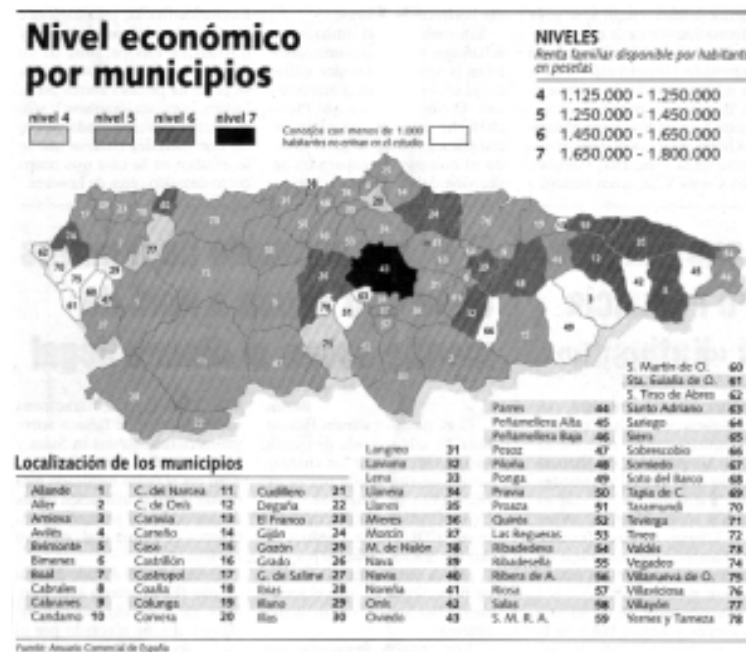 Nivel económico
por municipios
nivel 4 nivel 5 nivel 6 nivel 7
Concejos con menos de 1.000
habitantes no entran en el estudio
NIVELES
Renta familiar disponible por habitante
en pesetas
4 1.125.000 - 1.250.000
5 1.250.000 - 1.450.000
6 1.450.000 - 1.650.000
7 1.650.000 - 1.800.000
Localización de los municipios
Allande 1
Aller 2
Amieva 3
Avilés 4
Belmonte 5
Bimenes 6
Boal 7
Cabrales 8
Cabranes 9
Candamo 10
C. del Narcea 11
C. de Onís 12
Caravia 13
Carreño 14
Caso 15
Castrillón 16
Castropol 17
Coaña 18
Colunga 19
Corvera 20
Cudillero 21
Degaña 22
El Franco 23
Gijón 24
Gozón 25
Grado 26
G. de Salime 27
Ibias 28
Illano 29
Illas 30
Langreo 31
Laviana 32
Lena 33
Llanera 34
Llanes 35
Mieres 36
Morcín 37
M. de Nalón 38
Nava 39
Navia 40
Noreña 41
Onís 42
Oviedo 43
Parres 44
Peñamellera Alta 45
Peñamellera Baja 46
Pesoz 47
Piloña 48
Ponga 49
Pravia 50
Proaza 51
Quirós 52
Las Regueras 53
Ribadedeva 54
Ribadesella 55
Ribera de A. 56
Riosa 57
Salas 58
S. M. R. A. 59
S. Martín de O. 60
Sta. Eulalia de O. 61
S. Tirso de Abres 62
Santo Adriano 63
Sariego 64
Siero 65
Sobrescobio 66
Somiedo 67
Soto del Barco 68
Tapia de C. 69
Taramundi 70
Teverga 71
Tineo 72
Valdés 73
Vegadeo 74
Villanueva de O. 75
Villaviciosa 76
Villayón 77
Yernes y Tameza 78
Fuente: Anuario Comercial de España